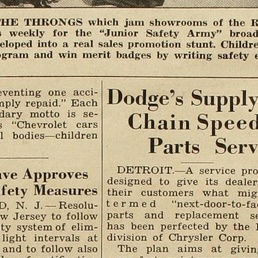 THE THRONGS which jam showrooms of the R
s weekly for the "Junior Safety Army" broad
eloped into a real sales promotion stunt. Childre
ogram and win merit badges by writing safety e
eventing one acci-
mply repaid." Each
dary motto is se-
s "Chevrolet cars
l bodies—children
ave Approves
fety Measures
D, N. J.—Resolu-
w Jersey to follow
ty system of elim-
light intervals at
and to follow also
Dodge's Supply
Chain Speed
Parts Serv
DETROIT.—A service pro
designed to give its dealer
their customers what mig
termed "next-door-to-fac
parts and replacement se
has been perfected by the
division of Chrysler Corp.
The plan aims at givin